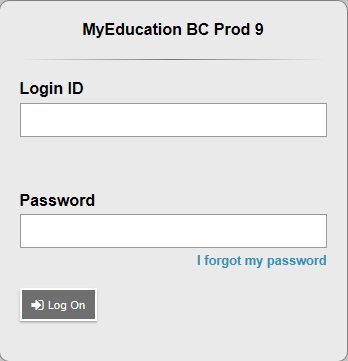 MyEducation BC Prod 9
Login ID
Password
I forgot my password
Log On